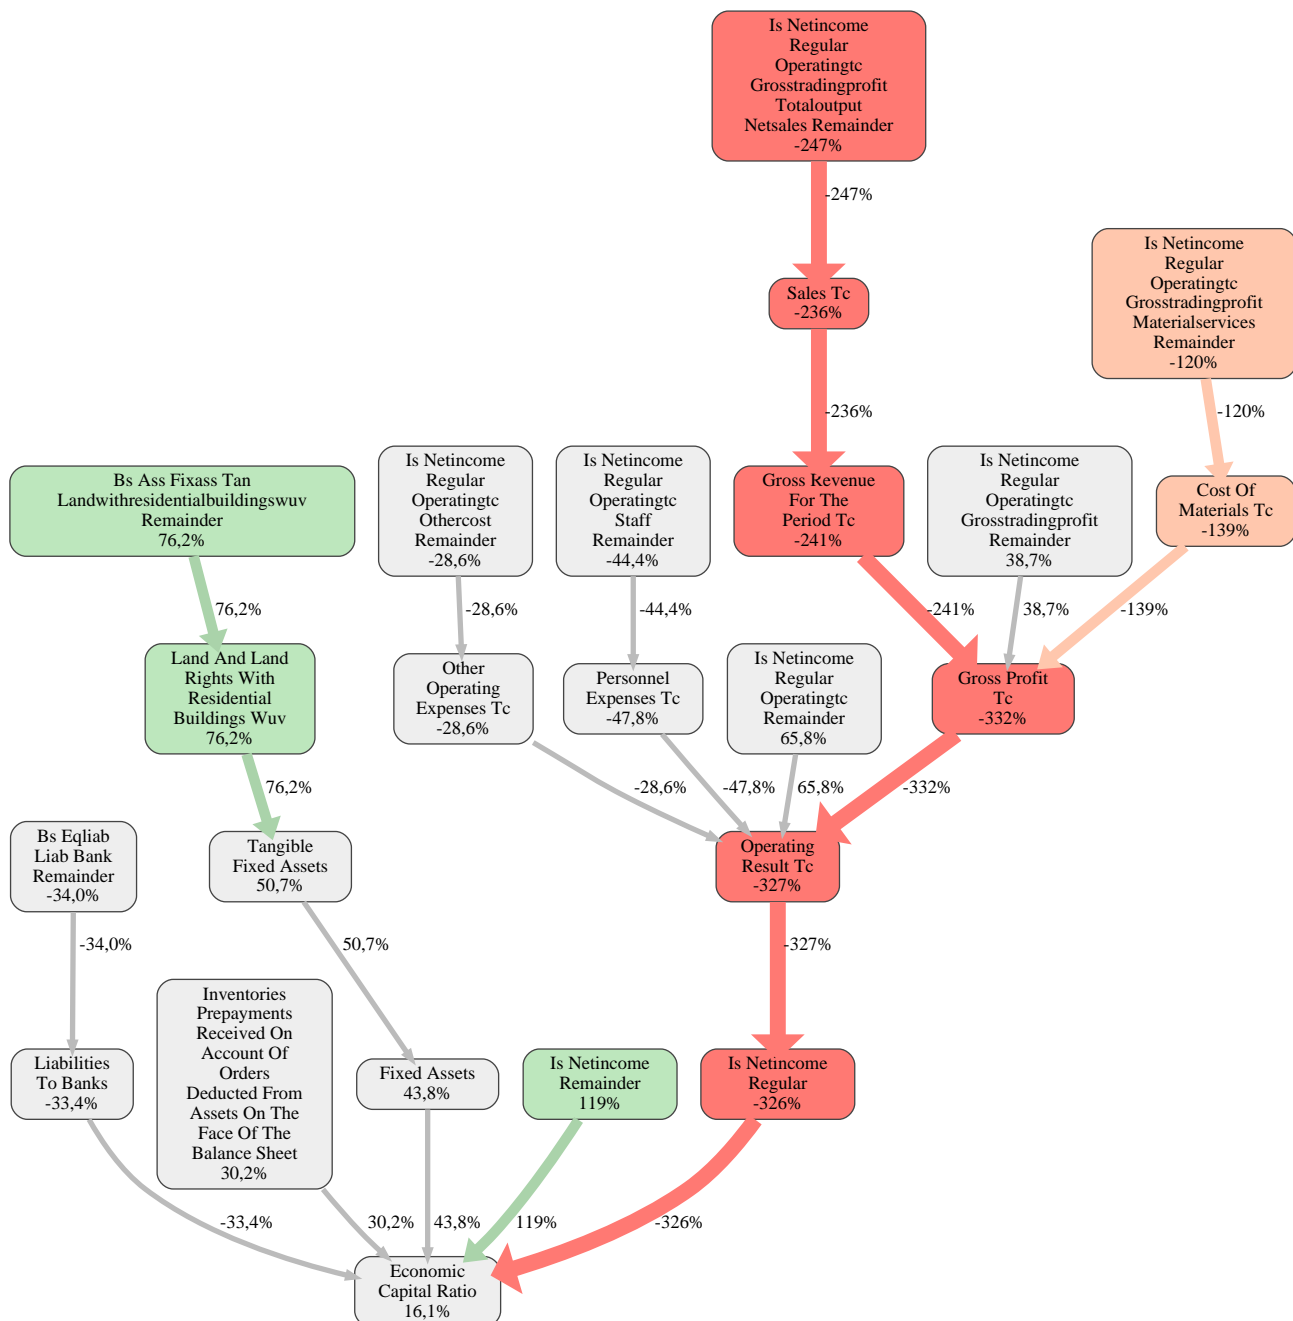 Is Netincome
Regular
Operatingtc
Grosstradingprofit
Totaloutput
Netsales Remainder
-247%
-247%
Is Netincome
Regular
Operatingtc
Grosstradingprofit
Materialservices
Remainder
-120%
Sales Tc
-236%
-236%
-120%
Bs Ass Fixass Tan
Landwithresidentialbuildingswuv
Remainder
76,2%
Is Netincome
Regular
Operatingtc
Othercost
Remainder
-28,6%
Is Netincome
Regular
Operatingtc
Staff
Remainder
-44,4%
Gross Revenue
For The
Period Tc
-241%
Is Netincome
Regular
Operatingtc
Grosstradingprofit
Remainder
38,7%
Cost Of
Materials Tc
-139%
76,2%
-28,6%
-44,4%
-241%
38,7%
-139%
Land And Land
Rights With
Residential
Buildings Wuv
76,2%
Other
Operating
Expenses Tc
-28,6%
Personnel
Expenses Tc
-47,8%
Is Netincome
Regular
Operatingtc
Remainder
65,8%
Gross Profit
Tc
-332%
76,2%
-28,6%
-47,8%
65,8%
-332%
Bs Eqliab
Liab Bank
Remainder
-34,0%
Tangible
Fixed Assets
50,7%
Operating
Result Tc
-327%
-34,0%
50,7%
-327%
Inventories
Prepayments
Received On
Account Of
Orders
Deducted From
Assets On The
Face Of The
Balance Sheet
30,2%
Liabilities
To Banks
-33,4%
Fixed Assets
43,8%
Is Netincome
Remainder
119%
Is Netincome
Regular
-326%
-33,4%
30,2%
43,8%
119%
-326%
Economic
Capital Ratio
16,1%